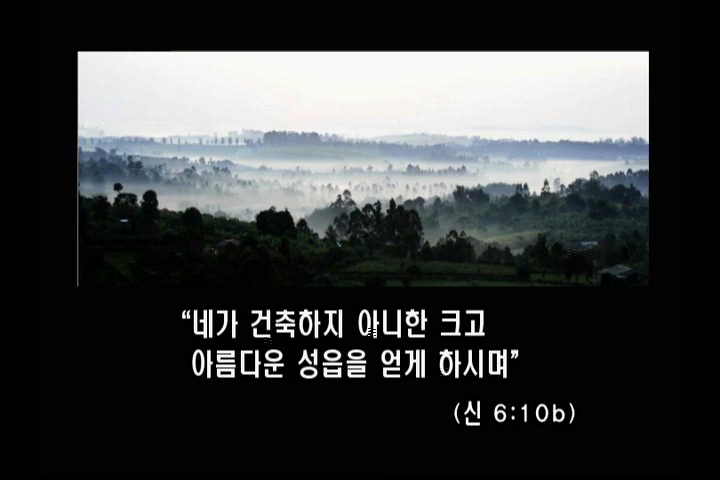 “네가 건축하지 아니한 크고
아름다운 성읍을 얻게 하시며”
(신 6:10b)